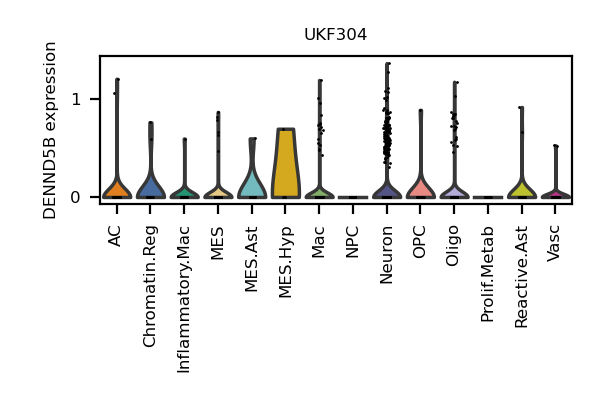 UKF304
DENND5B expression
1
0
AC
Chromatin.Reg
Inflammatory.Mac
MES
MES.Ast
MES.Hyp
Mac
NPC
Neuron
OPC
Oligo
Prolif.Metab
Reactive.Ast
Vasc